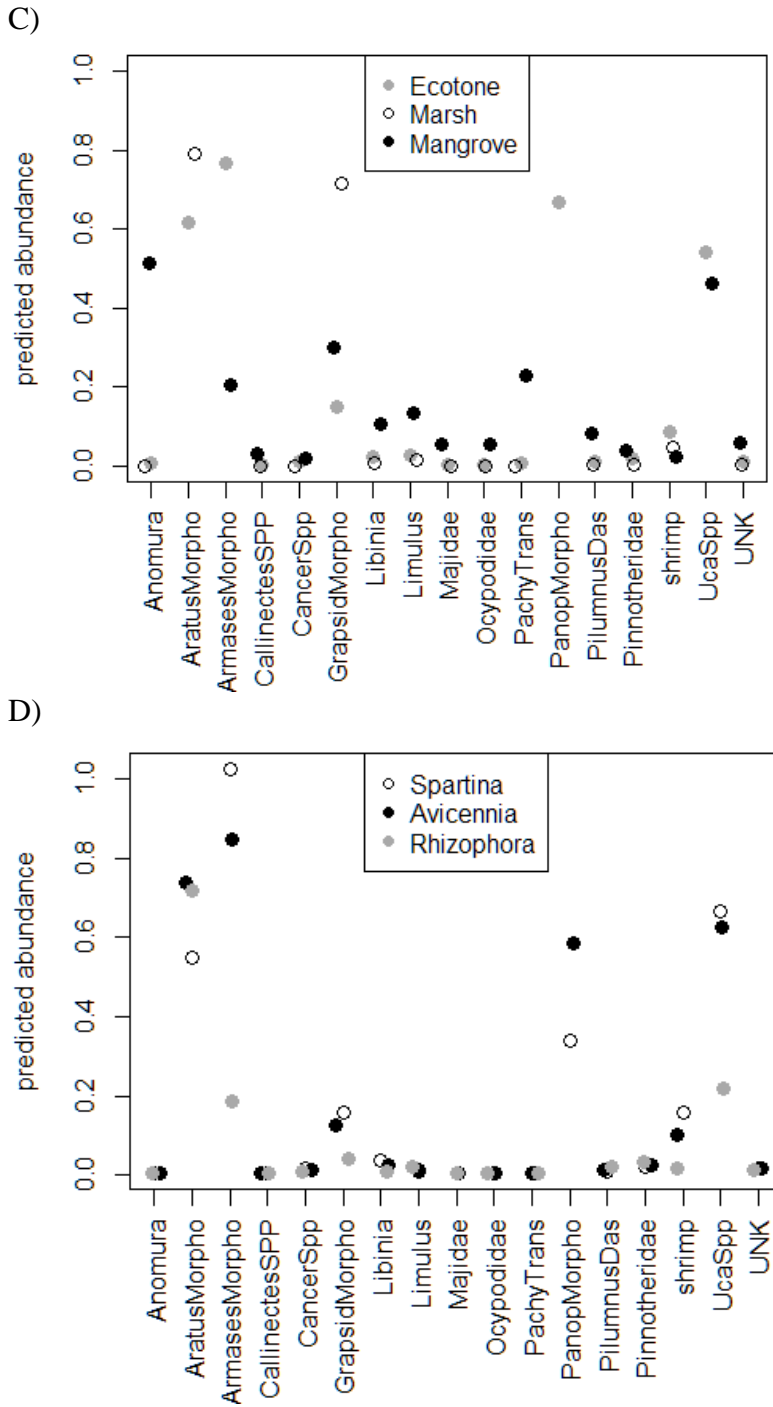 C)
predicted abundance
0.0 0.2 0.4 0.6 0.8 1.0
Ecotone
Marsh
Mangrove
Anomura
AratusMorpho
ArmasesMorpho
CallinectesSPP
CancerSpp
GrapsidMorpho
Libinia
Limulus
Majidae
Ocypodidae
PachyTrans
PanopMorpho
PilumnusDas
Pinnotheridae
shrimp
UcaSpp
UNK
D)
predicted abundance
0.0 0.2 0.4 0.6 0.8 1.0
Spartina
Avicennia
Rhizophora
Anomura
AratusMorpho
ArmasesMorpho
CallinectesSPP
CancerSpp
GrapsidMorpho
Libinia
Limulus
Majidae
Ocypodidae
PachyTrans
PanopMorpho
PilumnusDas
Pinnotheridae
shrimp
UcaSpp
UNK